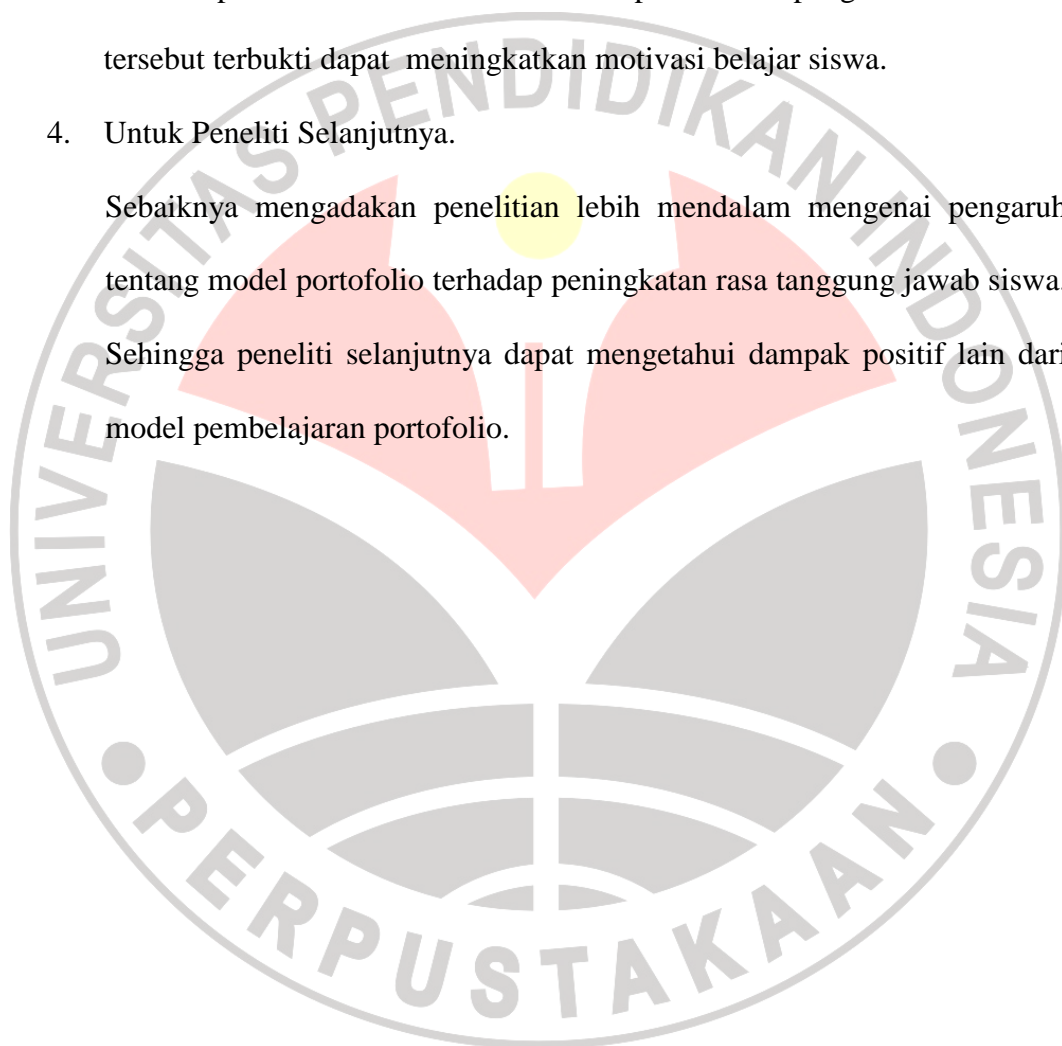 tersebut terbukti dapat meningkatkan motivasi belajar siswa.
4. Untuk Peneliti Selanjutnya.
Sebaiknya mengadakan penelitian lebih mendalam mengenai pengaruh
tentang model portofolio terhadap peningkatan rasa tanggung jawab siswa.
Sehingga peneliti selanjutnya dapat mengetahui dampak positif lain dari
model pembelajaran portofolio.
UNIVERSITAS PENDIDIKAN INDONESIA
PERPUSTAKAAN